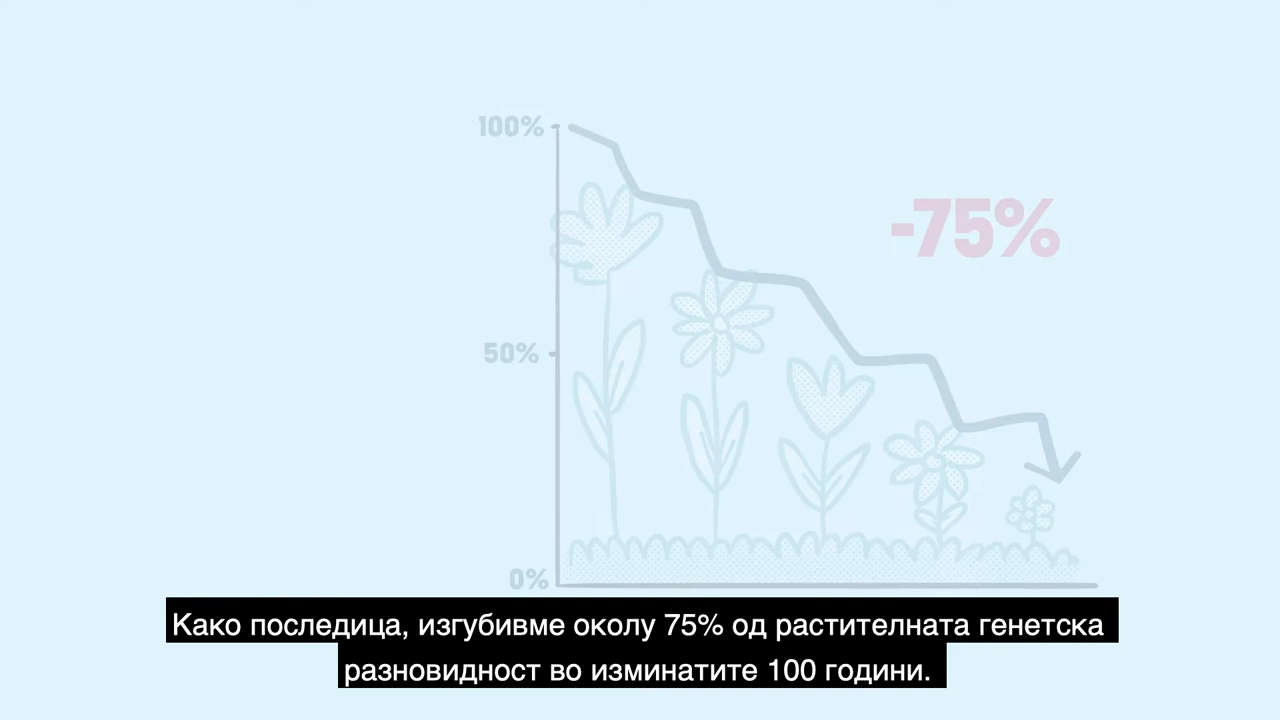 100%
-75%
50%
0%
Како последица, изгубивме околу 75% од растителната генетска
разновидност во изминатите 100 години.